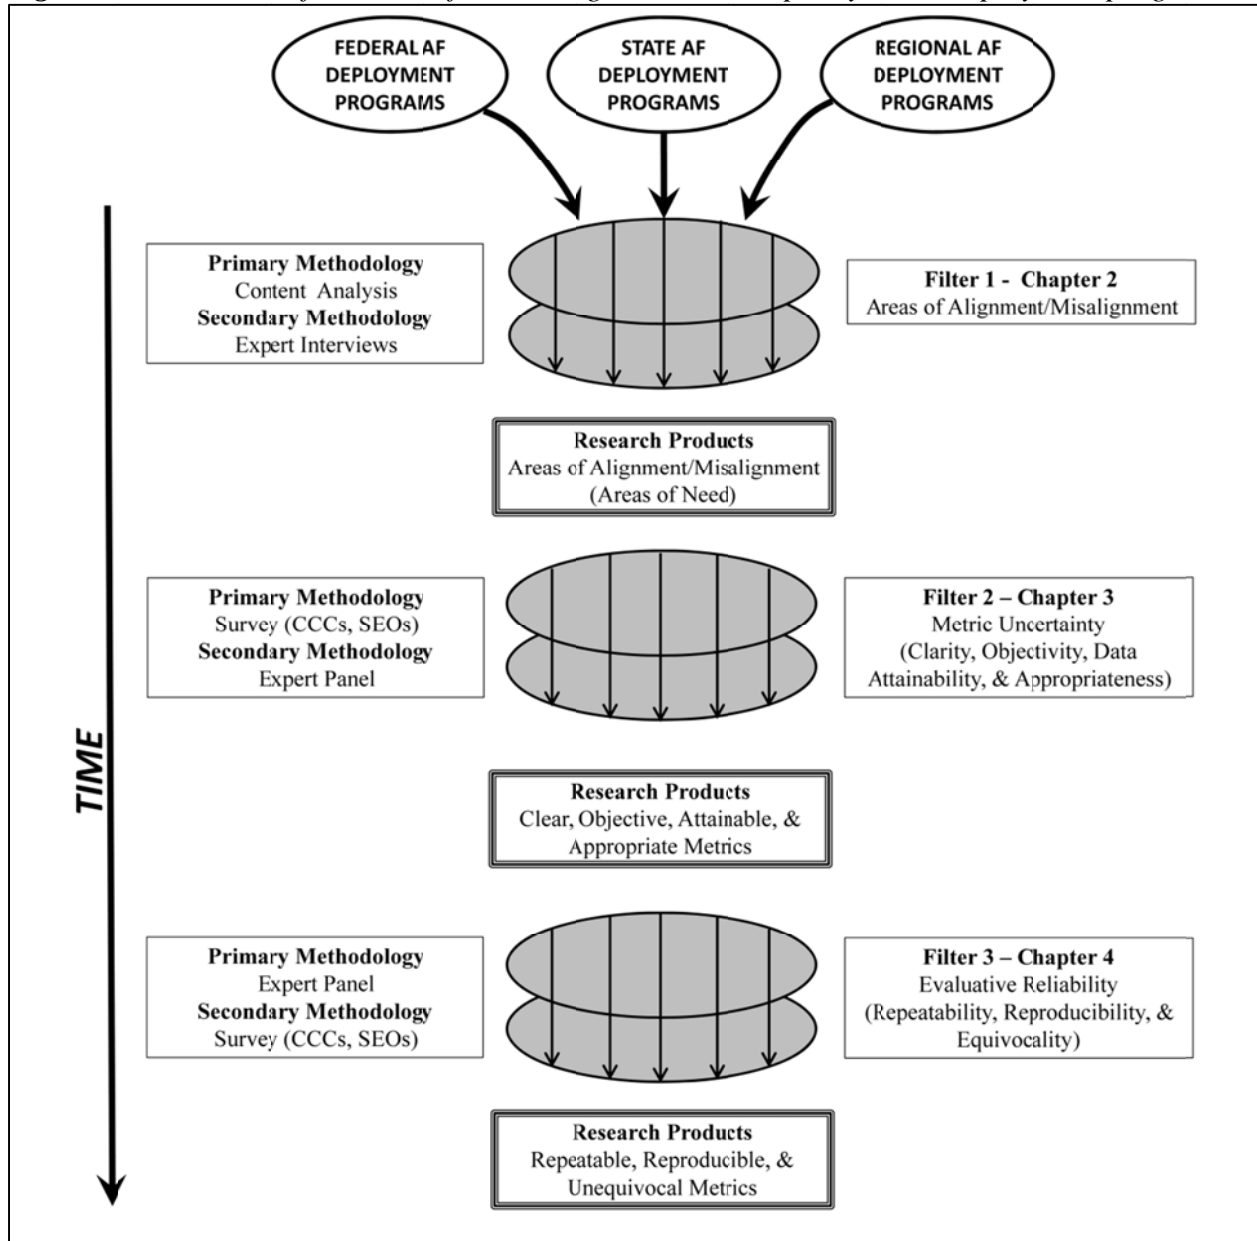 FEDERAL AF
DEPLOYMENT
PROGRAMS
STATE AF
DEPLOYMENT
PROGRAMS
REGIONAL AF
DEPLOYMENT
PROGRAMS
Primary Methodology
Content Analysis
Secondary Methodology
Expert Interviews
Filter 1 - Chapter 2
Areas of Alignment/Misalignment
Research Products
Areas of Alignment/Misalignment
(Areas of Need)
Primary Methodology
Survey (CCCs, SEOs)
Secondary Methodology
Expert Panel
Filter 2 – Chapter 3
Metric Uncertainty
(Clarity, Objectivity, Data
Attainability, & Appropriateness)
TIME
Research Products
Clear, Objective, Attainable, &
Appropriate Metrics
Primary Methodology
Expert Panel
Secondary Methodology
Survey (CCCs, SEOs)
Filter 3 – Chapter 4
Evaluative Reliability
(Repeatability, Reproducibility, &
Equivocality)
Research Products
Repeatable, Reproducible, &
Unequivocal Metrics